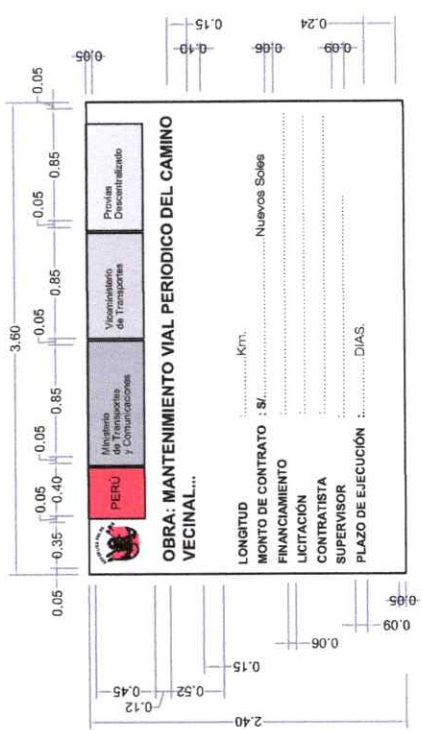 3.60
0.05
0.35
0.05
0.40
0.05
0.85
0.05
0.85
0.05
0.85
0.05
PERÚ
Ministerio
de Transportes
y Comunicaciones
Viceministerio
de Transportes
Provias
Descentralizado
OBRA: MANTENIMIENTO VIAL PERIODICO DEL CAMINO
VECINAL...
LONGITUD :..................Km.
MONTO DE CONTRATO : S/..................................Nuevos Soles
FINANCIAMIENTO :..................................................
LICITACIÓN :..................................................
CONTRATISTA :..................................................
SUPERVISOR :..................................................
PLAZO DE EJECUCIÓN :.................. DIAS.
2.40
0.45
0.12
0.52
0.15
0.06
0.09
0.05
0.05
0.15
0.10
0.06
0.09
0.24